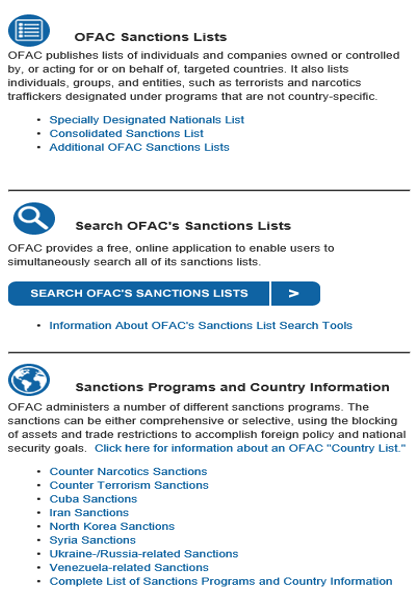 OFAC Sanctions Lists
OFAC publishes lists of individuals and companies owned or controlled
by, or acting for or on behalf of, targeted countries. It also lists
individuals, groups, and entities, such as terrorists and narcotics
traffickers designated under programs that are not country-specific.
• Specially Designated Nationals List
• Consolidated Sanctions List
• Additional OFAC Sanctions Lists
Search OFAC's Sanctions Lists
OFAC provides a free, online application to enable users to
simultaneously search all of its sanctions lists.
SEARCH OFAC'S SANCTIONS LISTS >
• Information About OFAC's Sanctions List Search Tools
Sanctions Programs and Country Information
OFAC administers a number of different sanctions programs. The
sanctions can be either comprehensive or selective, using the blocking
of assets and trade restrictions to accomplish foreign policy and national
security goals. Click here for information about an OFAC "Country List."
• Counter Narcotics Sanctions
• Counter Terrorism Sanctions
• Cuba Sanctions
• Iran Sanctions
• North Korea Sanctions
• Syria Sanctions
• Ukraine-/Russia-related Sanctions
• Venezuela-related Sanctions
• Complete List of Sanctions Programs and Country Information